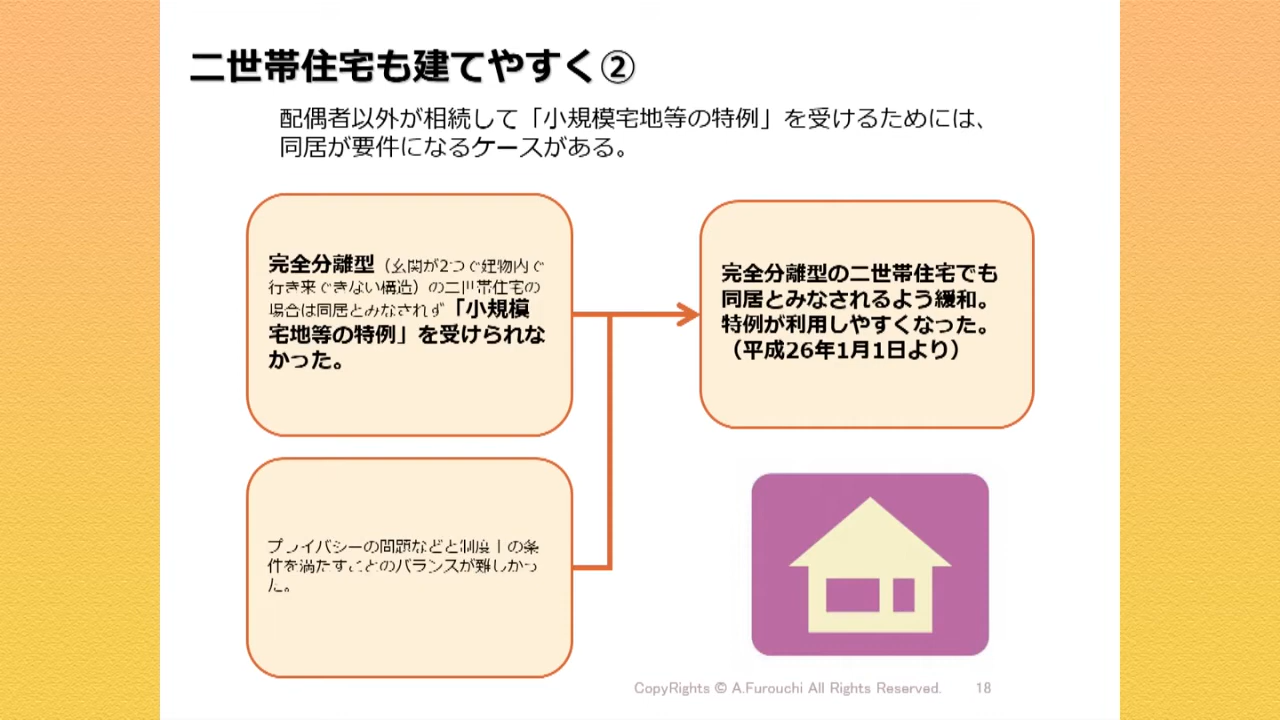 二世帯住宅も建てやすく②
配偶者以外が相続して「小規模宅地等の特例」を受けるためには、
同居が要件になるケースがある。
完全分離型（玄関が2つで建物内で
行き来できない構造）の二世帯住宅の
場合は同居とみなされず「小規模
宅地等の特例」を受けられな
かった。
完全分離型の二世帯住宅でも
同居とみなされるよう緩和。
特例が利用しやすくなった。
（平成26年1月1日より）
プライバシーの問題などと制度上の条
件を満たすことのバランスが難しかっ
た。
CopyRights © A.Furouchi All Rights Reserved.
18